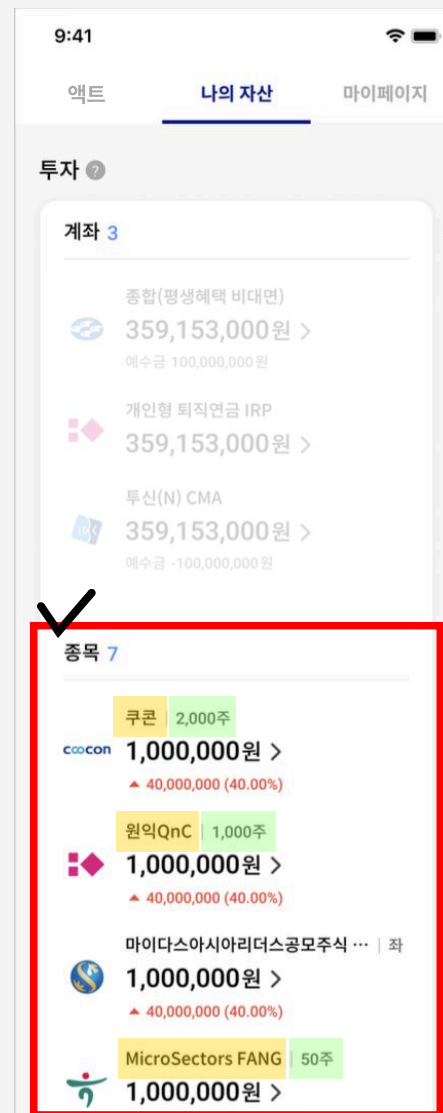 9:41
액트 나의 자산 마이페이지
투자 ?
계좌 3
종합(평생혜택 비대면)
359,153,000원 >
예수금 100,000,000원
개인형 퇴직연금 IRP
359,153,000원 >
투신(N) CMA
IBK 359,153,000원 >
예수금 -100,000,000원
종목 7
쿠콘 | 2,000주
coocon 1,000,000원 >
▲ 40,000,000 (40.00%)
원익QnC | 1,000주
1,000,000원 >
▲ 40,000,000 (40.00%)
마이다스아시아리더스공모주식 ··· | 좌
1,000,000원 >
▲ 40,000,000 (40.00%)
MicroSectors FANG | 50주
1,000,000원 >